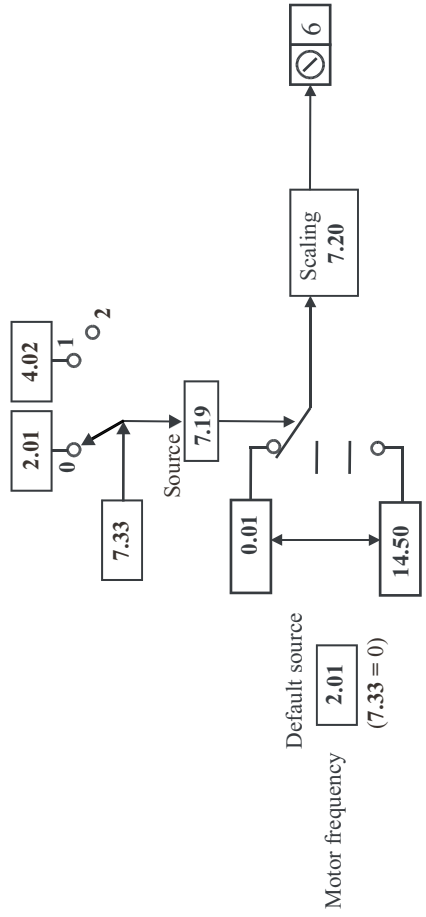 2.01
4.02
0
1
2
7.33
Source
7.19
0.01
14.50
Scaling
7.20
6
Default source
2.01
(7.33 = 0)
Motor frequency